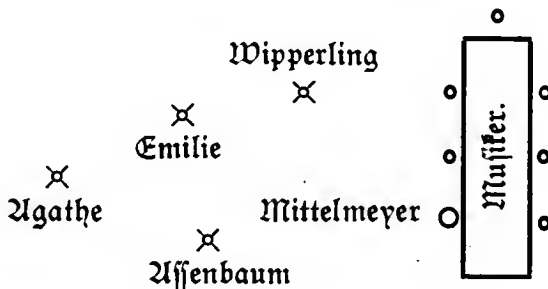 Wipperling
Emilie
Agathe
Mittelmeyer
Assenbaum
Musiker.